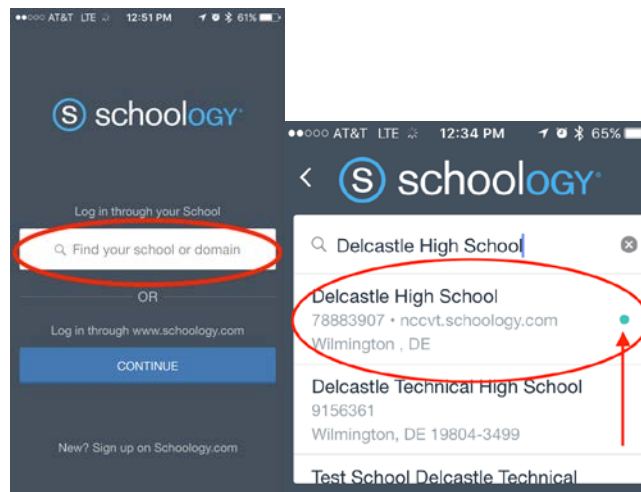 AT&T LTE 12:51 PM 61%
S schoology
Log in through your School
Find your school or domain
OR
Log in through www.schoology.com
CONTINUE
New? Sign up on Schoology.com
AT&T LTE 12:34 PM 65%
S schoology
Delcastle High School
Delcastle High School
78883907 • nccvt.schoology.com
Wilmington , DE
Delcastle Technical High School
9156361
Wilmington, DE 19804-3499
Test School Delcastle Technical